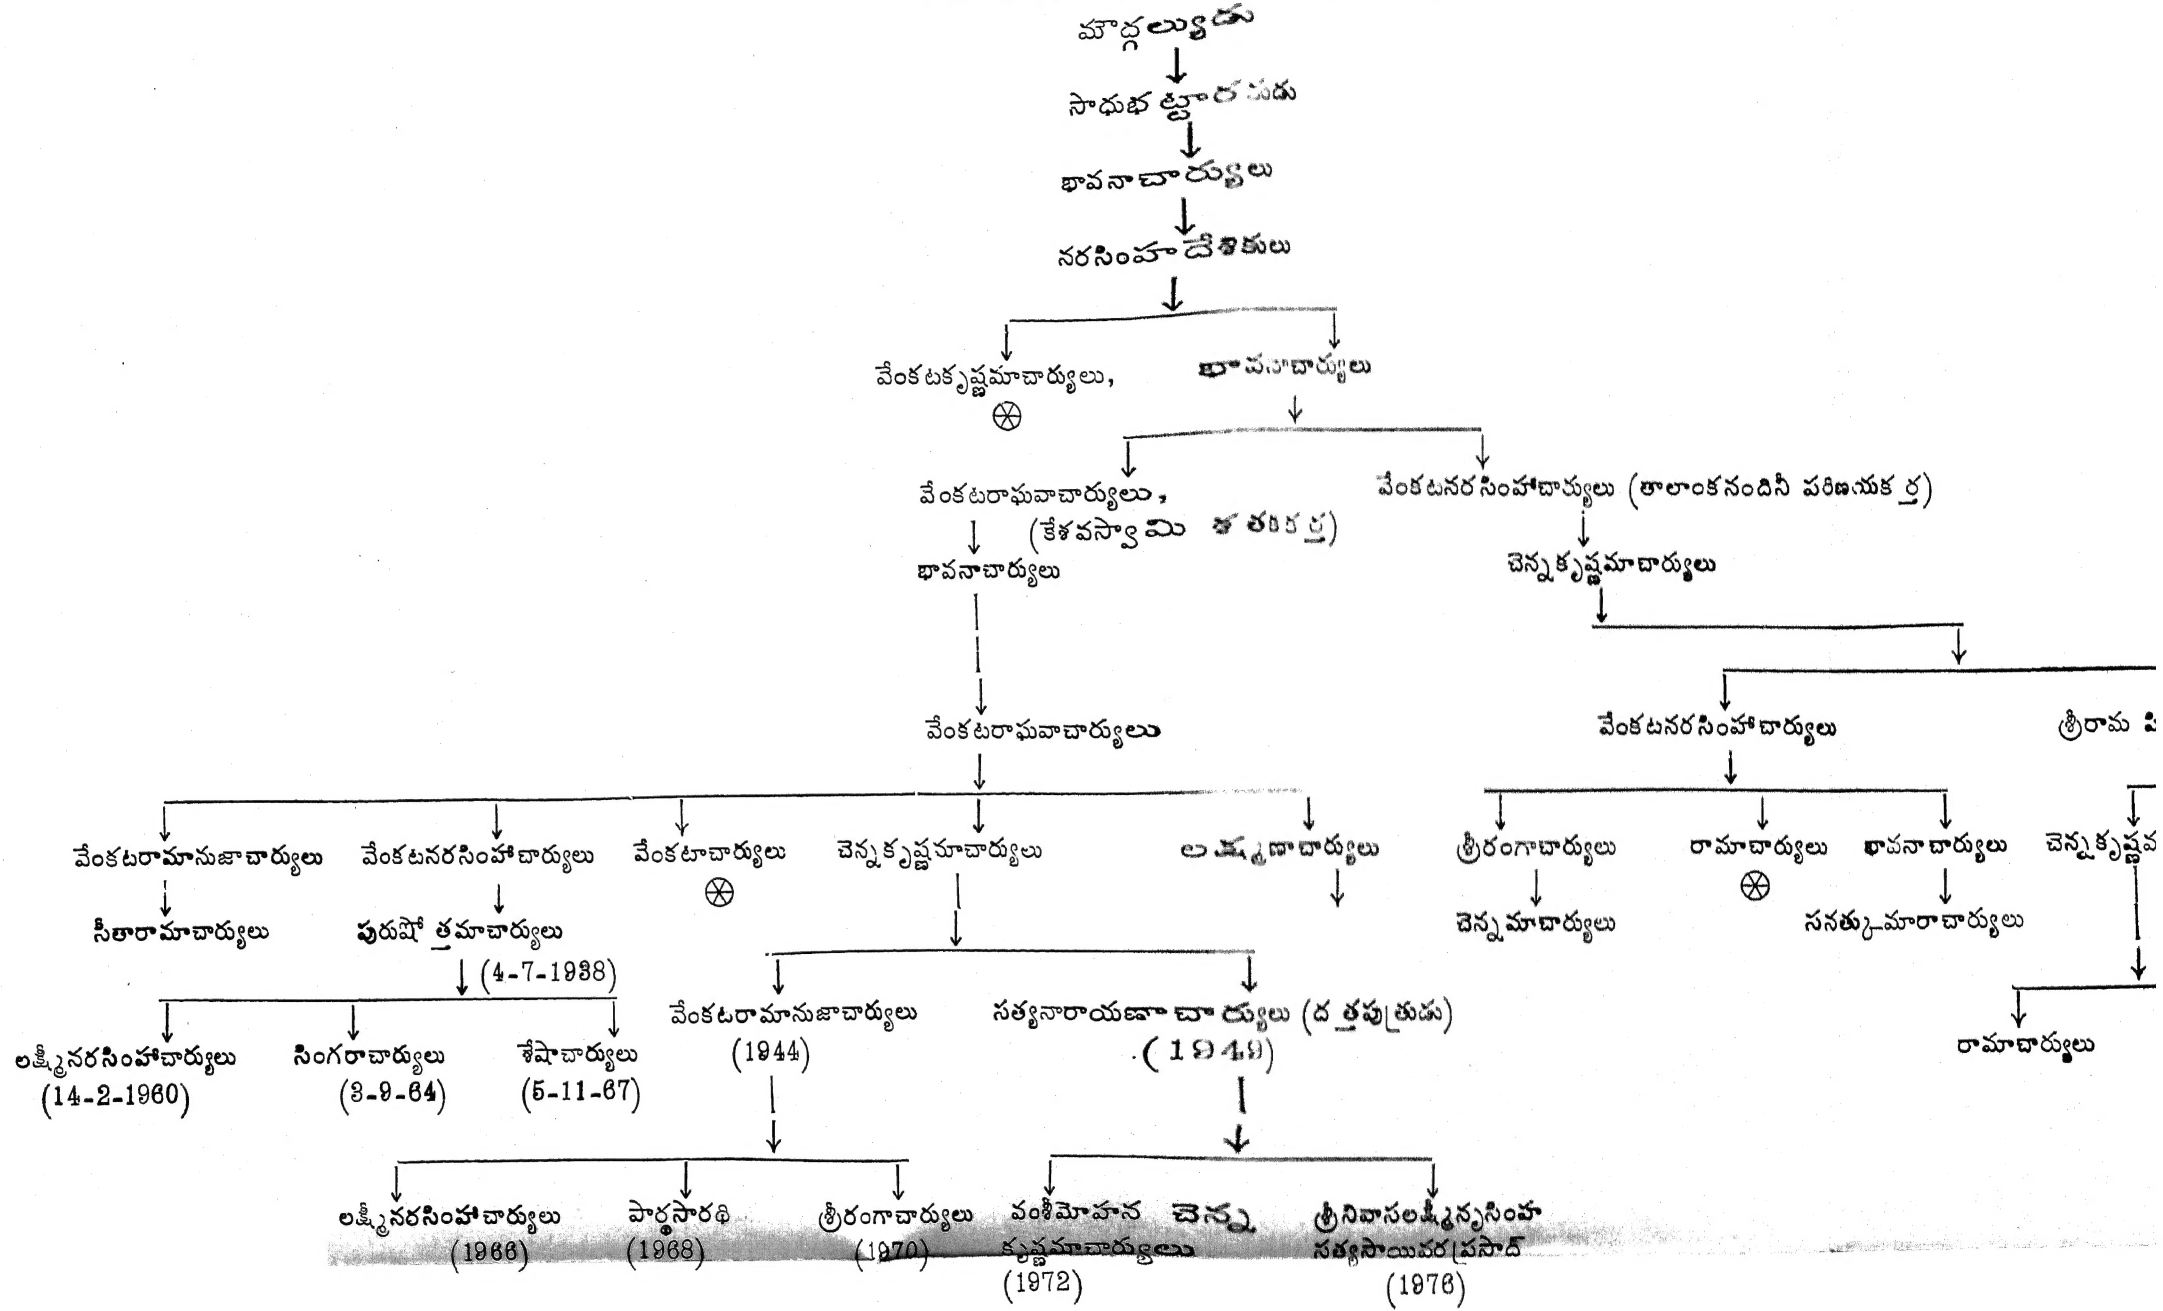 మౌద్గల్యుడు
సాధుభట్టారకుడు
భావనాచార్యులు
నరసింహదేశికులు
వేంకటకృష్ణమాచార్యులు, భావనాచార్యులు
వేంకటరాఘవాచార్యులు, వేంకటనరసింహాచార్యులు (తాలాంకనందినీ పరిణయకర్త)
(కేశవస్వామి శతకకర్త)
భావనాచార్యులు చెన్నకృష్ణమాచార్యులు
వేంకటరాఘవాచార్యులు వేంకటనరసింహాచార్యులు శ్రీరామ
వేంకటరామానుజాచార్యులు వేంకటనరసింహాచార్యులు వేంకటాచార్యులు చెన్నకృష్ణమాచార్యులు లక్ష్మణాచార్యులు శ్రీరంగాచార్యులు రామాచార్యులు భావనాచార్యులు చెన్నకృష్ణ
సీతారామాచార్యులు పురుషోత్తమాచార్యులు చెన్నమాచార్యులు సనత్కుమారాచార్యులు
(4-7-1938)
వేంకటరామానుజాచార్యులు సత్యనారాయణాచార్యులు (దత్తపుత్రుడు)
లక్ష్మీనరసింహాచార్యులు సింగరాచార్యులు శేషాచార్యులు (1944) (1949) రామాచార్యులు
(14-2-1960) (3-9-64) (5-11-67)
లక్ష్మీనరసింహాచార్యులు పార్థసారథి శ్రీరంగాచార్యులు వంశీమోహన చెన్న శ్రీనివాసలక్ష్మీనృసింహ
(1966) (1968) (1970) కృష్ణమాచార్యులు సత్యసాయివరప్రసాద్
(1972) (1976)